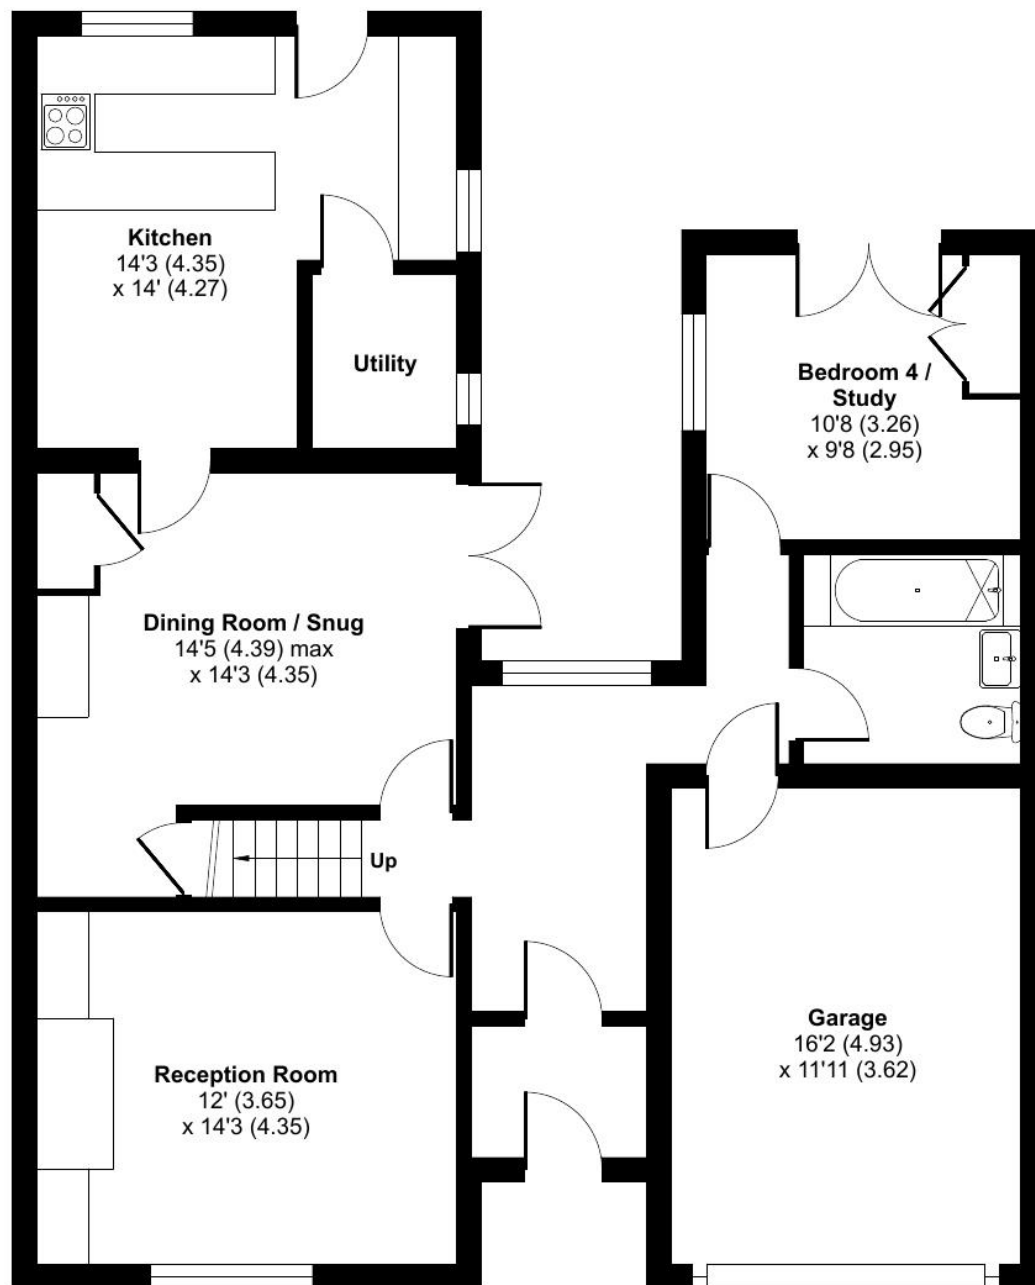 Kitchen
14'3 (4.35)
x 14' (4.27)
Utility
Bedroom 4 /
Study
10'8 (3.26)
x 9'8 (2.95)
Dining Room / Snug
14'5 (4.39) max
x 14'3 (4.35)
Up
Garage
16'2 (4.93)
x 11'11 (3.62)
Reception Room
12' (3.65)
x 14'3 (4.35)